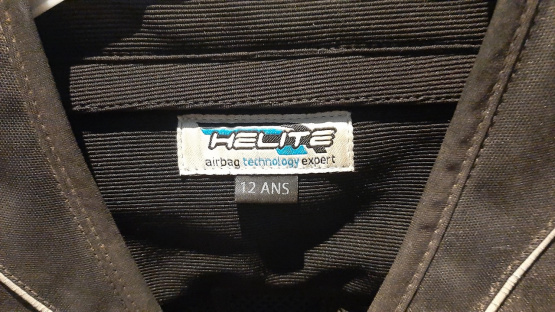 HELITE
airbag technology expert
12 ANS